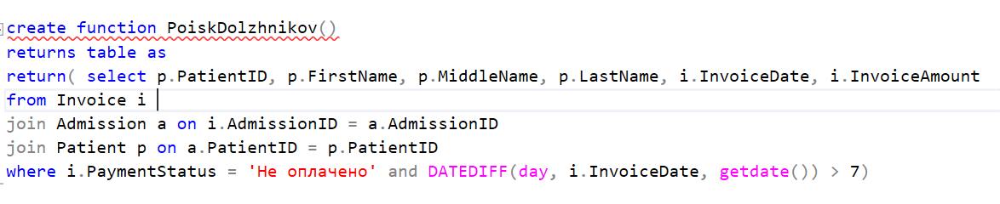 create function PoiskDolzhnikov()
returns table as
return( select p.PatientID, p.FirstName, p.MiddleName, p.LastName, i.InvoiceDate, i.InvoiceAmount
from Invoice i
join Admission a on i.AdmissionID = a.AdmissionID
join Patient p on a.PatientID = p.PatientID
where i.PaymentStatus = 'Не оплачено' and DATEDIFF(day, i.InvoiceDate, getdate()) > 7)